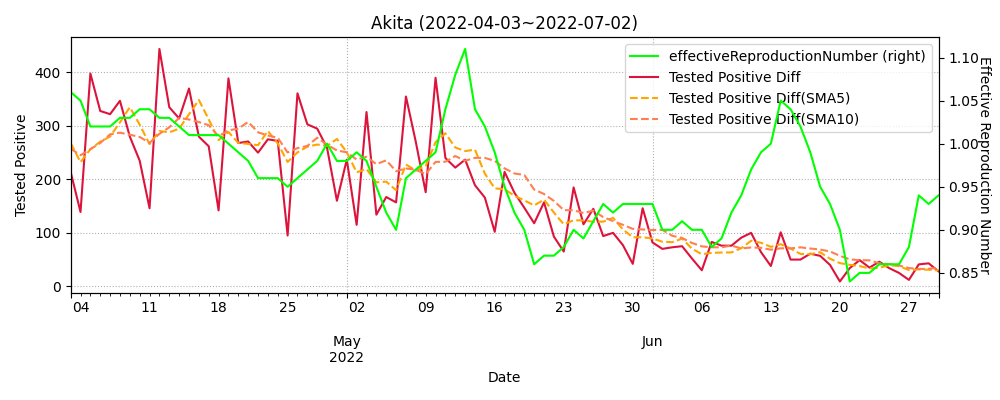 Akita (2022-04-03~2022-07-02)
effectiveReproductionNumber (right)
Tested Positive Diff
Tested Positive Diff(SMA5)
Tested Positive Diff(SMA10)
Tested Positive
400
300
200
100
0
1.10
1.05
1.00
0.95
0.90
0.85
Effective Reproduction Number
04 11 18 25 02 09 16 23 30 06 13 20 27
May Jun
2022
Date